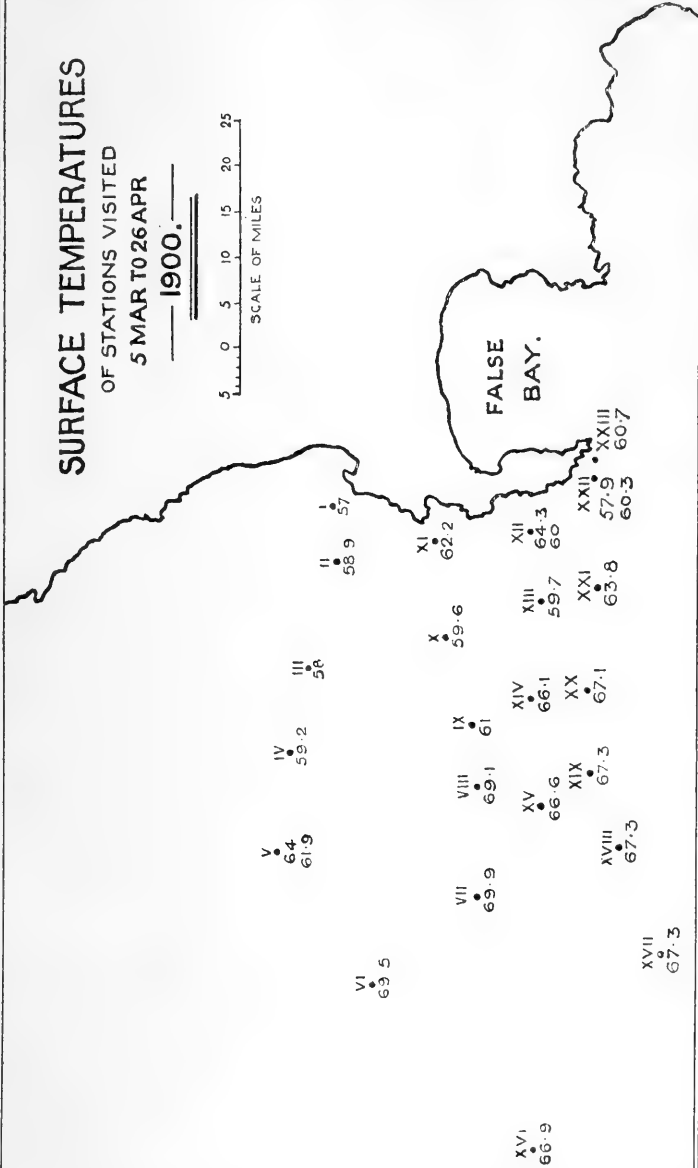 SURFACE TEMPERATURES
OF STATIONS VISITED
5 MAR TO 26 APR
1900.
5 0 5 10 15 20 25
SCALE OF MILES
FALSE
BAY.
I
57
II
58.9
III
58
IV
59.2
V
64
61.9
VI
69.5
VII
69.9
VIII
69.1
IX
61
X
59.6
XI
62.2
XII
64.3
60
XIII
59.7
XIV
66.1
XV
66.6
XVI
66.9
XVII
67.3
XVIII
67.3
XIX
67.3
XX
67.1
XXI
63.8
XXII
57.9
60.3
XXIII
60.7